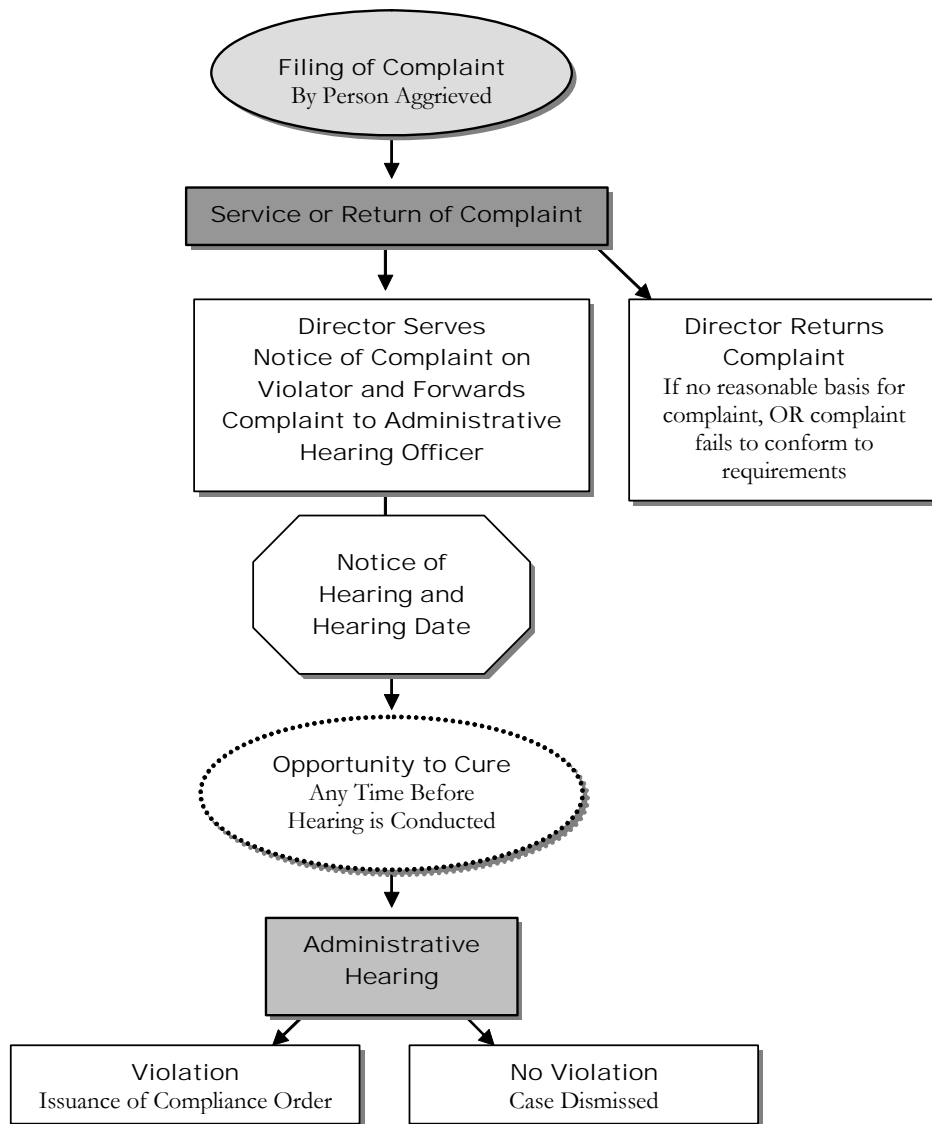 Filing of Complaint
By Person Aggrieved
Service or Return of Complaint
Director Serves
Notice of Complaint on
Violator and Forwards
Complaint to Administrative
Hearing Officer
Director Returns
Complaint
If no reasonable basis for
complaint, OR complaint
fails to conform to
requirements
Notice of
Hearing and
Hearing Date
Opportunity to Cure
Any Time Before
Hearing is Conducted
Administrative
Hearing
Violation
Issuance of Compliance Order
No Violation
Case Dismissed